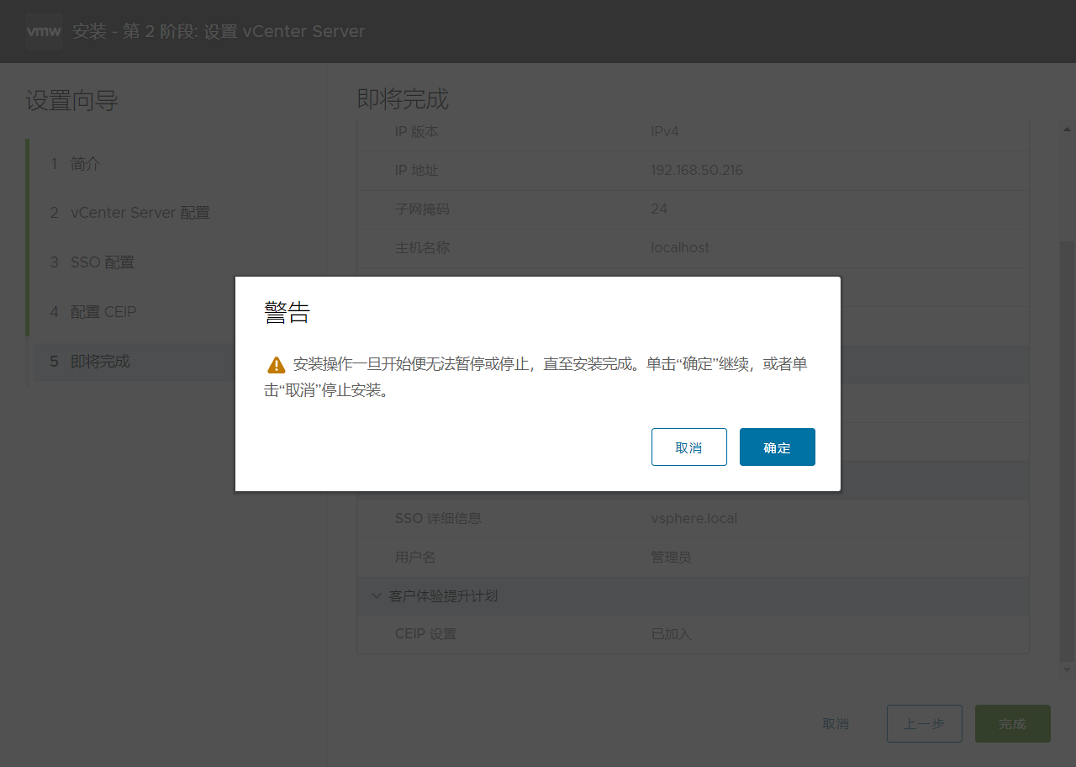 vmw 安装 - 第 2 阶段: 设置 vCenter Server
设置向导
1 简介
2 vCenter Server 配置
3 SSO 配置
4 配置 CEIP
5 即将完成
即将完成
IP 版本 IPv4
IP 地址 192.168.50.216
子网掩码 24
主机名称 localhost
警告
安装操作一旦开始便无法暂停或停止，直至安装完成。单击“确定”继续，或者单
击“取消”停止安装。
取消 确定
SSO 详细信息 vsphere.local
用户名 管理员
客户体验提升计划
CEIP 设置 已加入
取消 上一步 完成